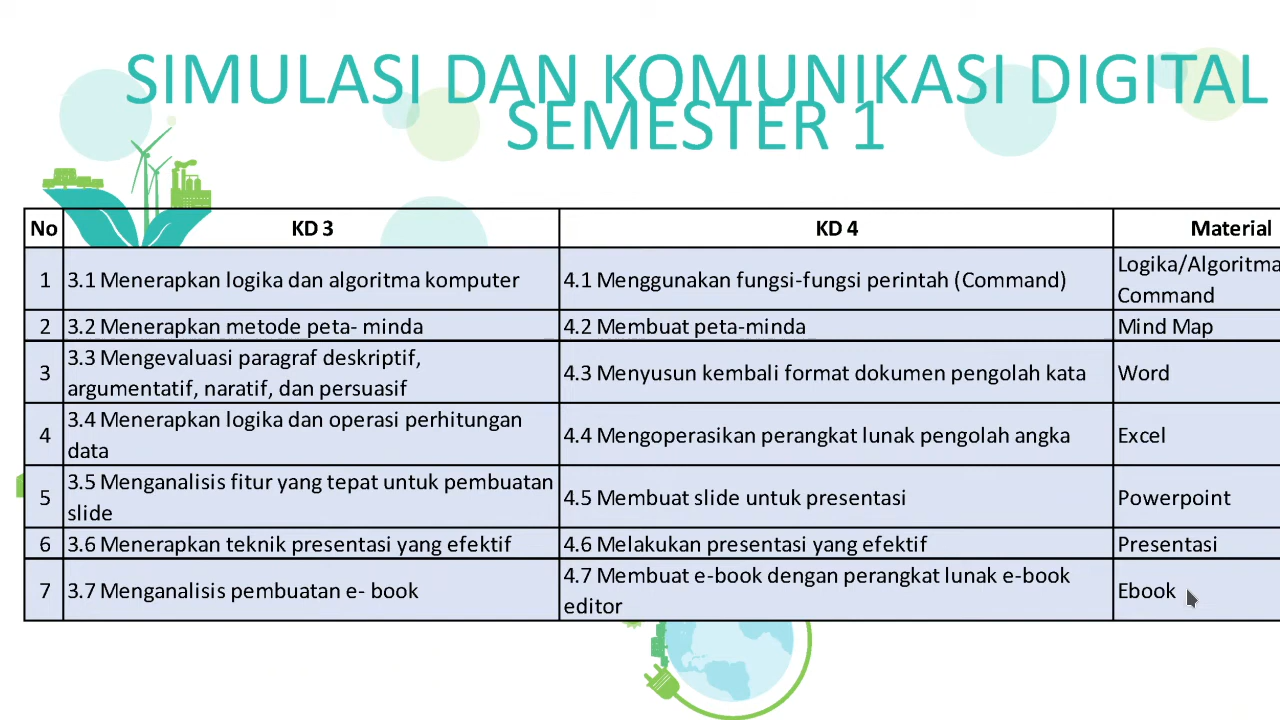 SIMULASI DAN KOMUNIKASI DIGITAL
SEMESTER 1
No KD 3 KD 4 Material
1 3.1 Menerapkan logika dan algoritma komputer 4.1 Menggunakan fungsi-fungsi perintah (Command) Logika/Algoritma
Command
2 3.2 Menerapkan metode peta- minda 4.2 Membuat peta-minda Mind Map
3 3.3 Mengevaluasi paragraf deskriptif,
argumentatif, naratif, dan persuasif 4.3 Menyusun kembali format dokumen pengolah kata Word
4 3.4 Menerapkan logika dan operasi perhitungan
data 4.4 Mengoperasikan perangkat lunak pengolah angka Excel
5 3.5 Menganalisis fitur yang tepat untuk pembuatan
slide 4.5 Membuat slide untuk presentasi Powerpoint
6 3.6 Menerapkan teknik presentasi yang efektif 4.6 Melakukan presentasi yang efektif Presentasi
7 3.7 Menganalisis pembuatan e- book 4.7 Membuat e-book dengan perangkat lunak e-book
editor Ebook